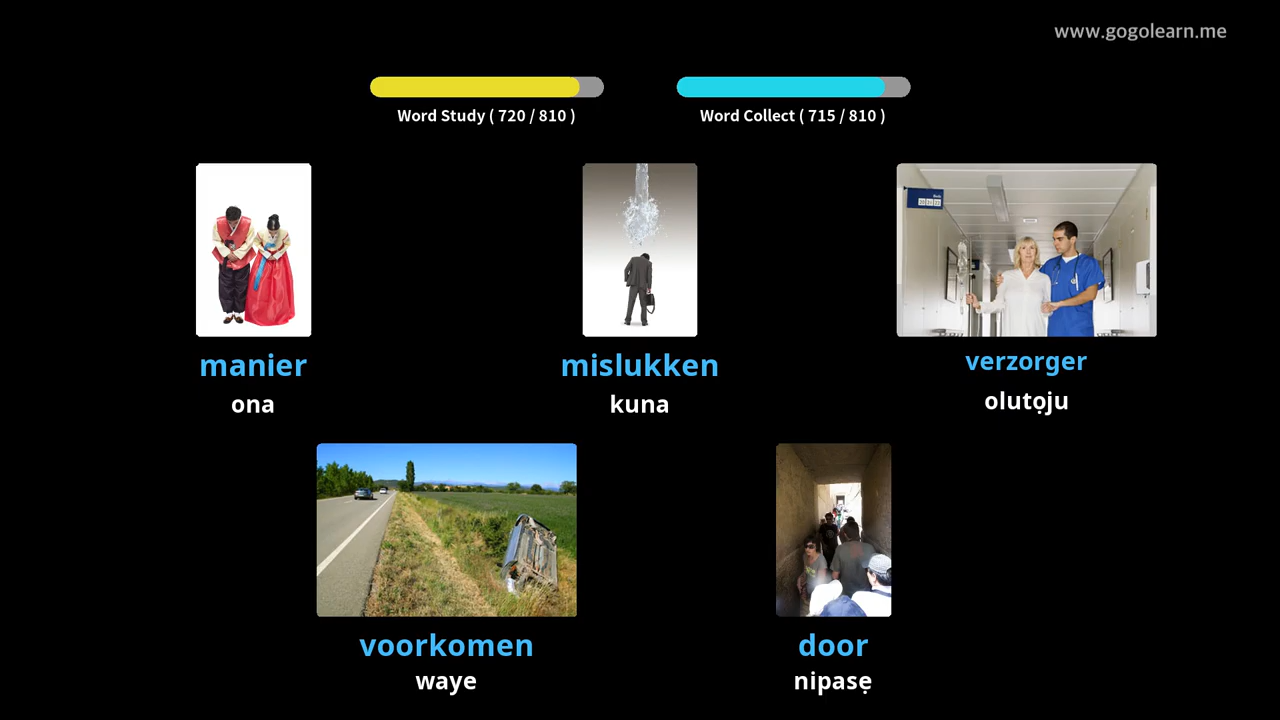 www.gogolearn.me
Word Study ( 720 / 810 )
Word Collect ( 715 / 810 )
manier
ona
mislukken
kuna
verzorger
olutọju
voorkomen
waye
door
nipasẹ